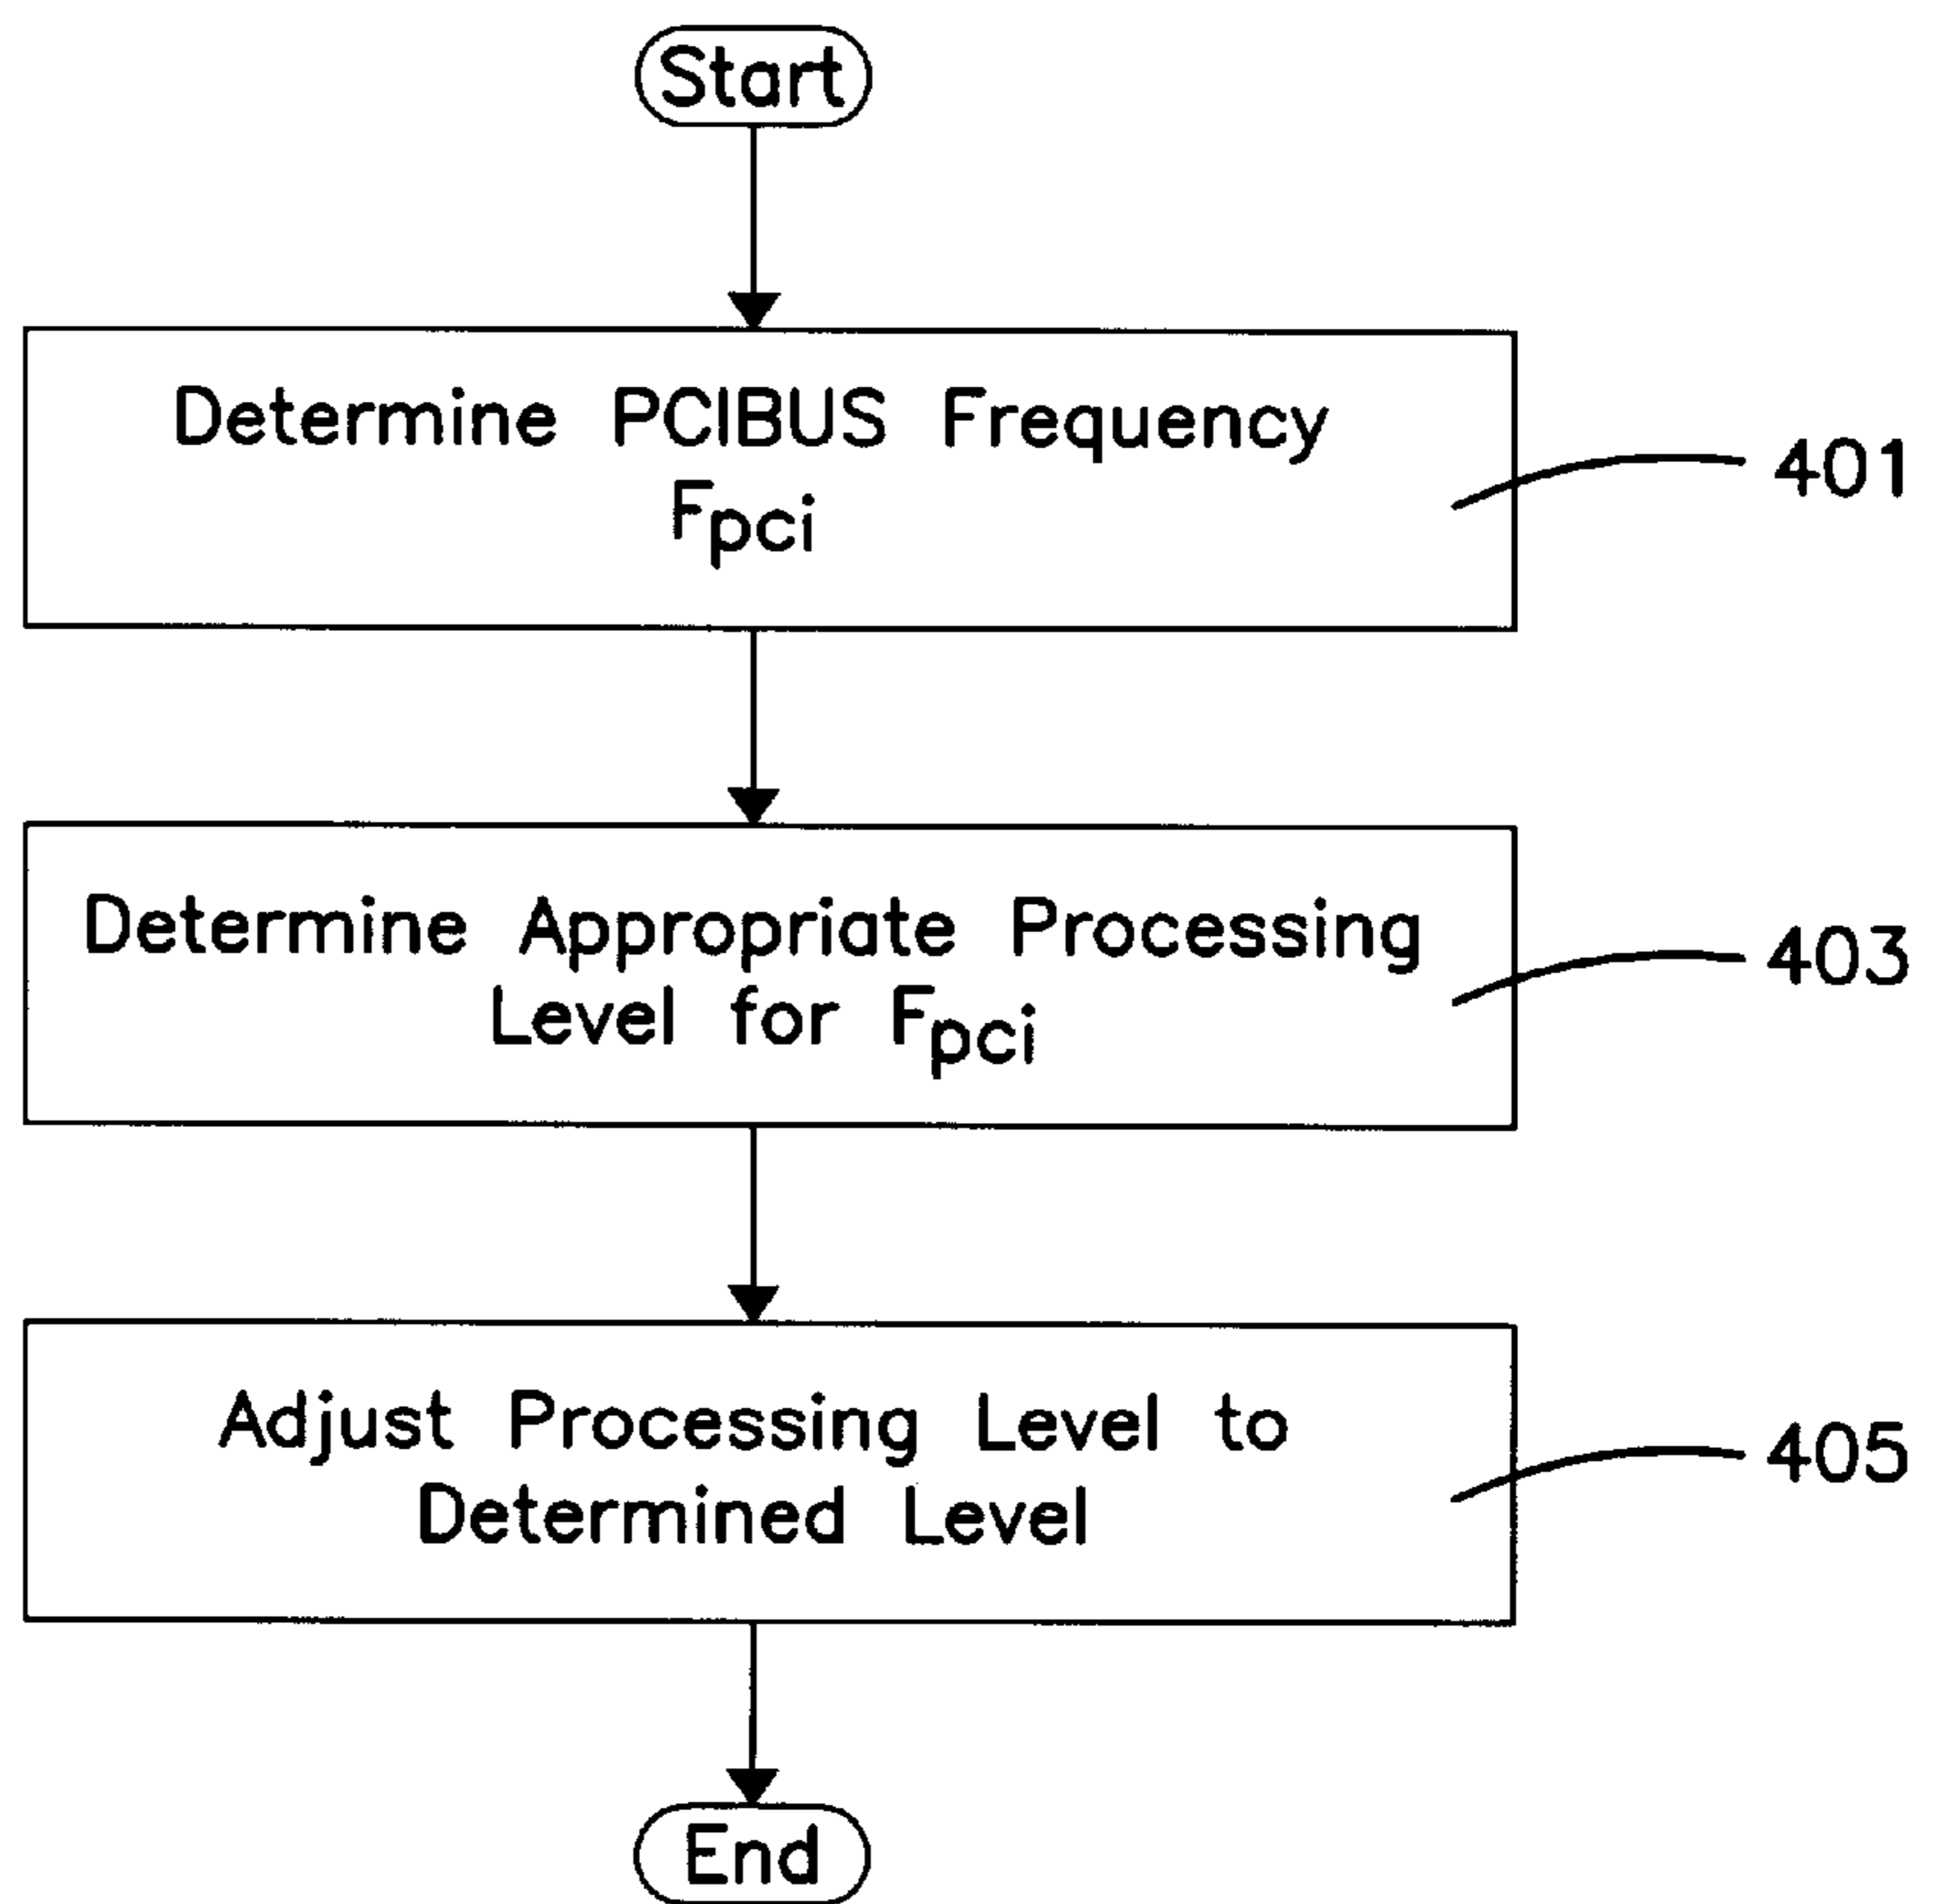 Start
Determine PCIBUS Frequency
Fpci
401
Determine Appropriate Processing
Level for Fpci
403
Adjust Processing Level to
Determined Level
405
End